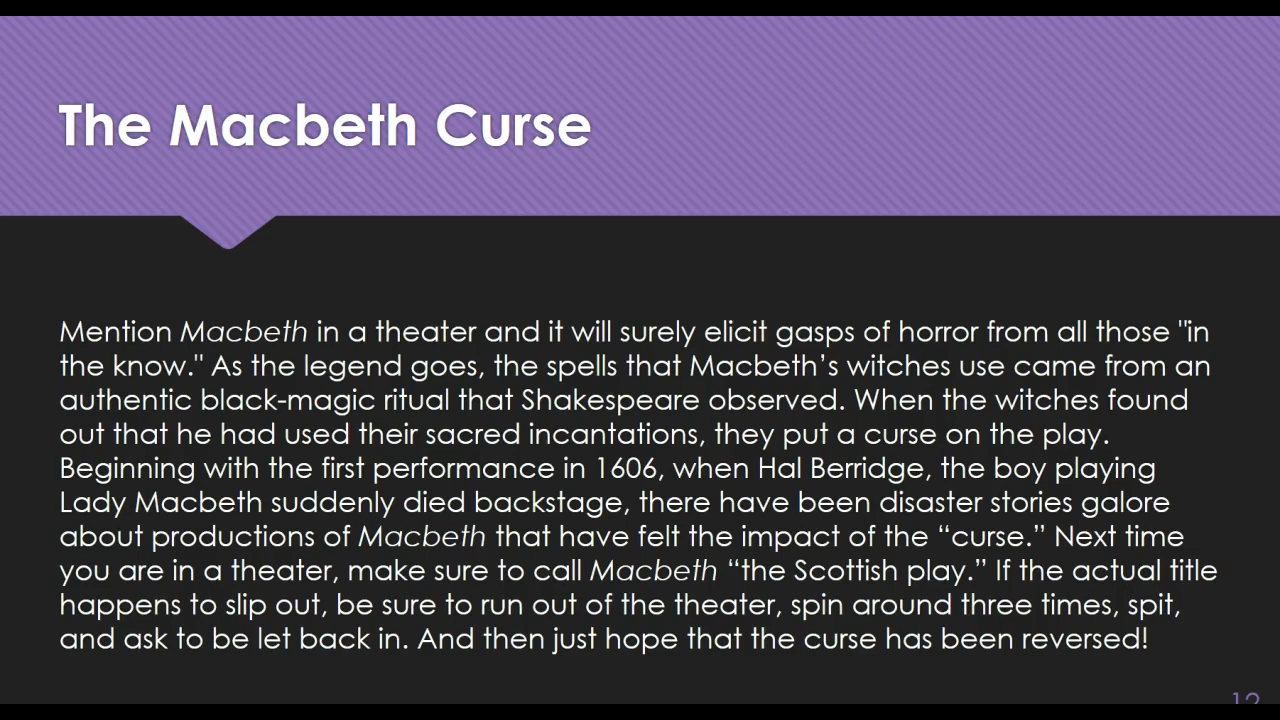 The Macbeth Curse
Mention Macbeth in a theater and it will surely elicit gasps of horror from all those "in
the know." As the legend goes, the spells that Macbeth’s witches use came from an
authentic black-magic ritual that Shakespeare observed. When the witches found
out that he had used their sacred incantations, they put a curse on the play.
Beginning with the first performance in 1606, when Hal Berridge, the boy playing
Lady Macbeth suddenly died backstage, there have been disaster stories galore
about productions of Macbeth that have felt the impact of the “curse.” Next time
you are in a theater, make sure to call Macbeth “the Scottish play.” If the actual title
happens to slip out, be sure to run out of the theater, spin around three times, spit,
and ask to be let back in. And then just hope that the curse has been reversed!
12